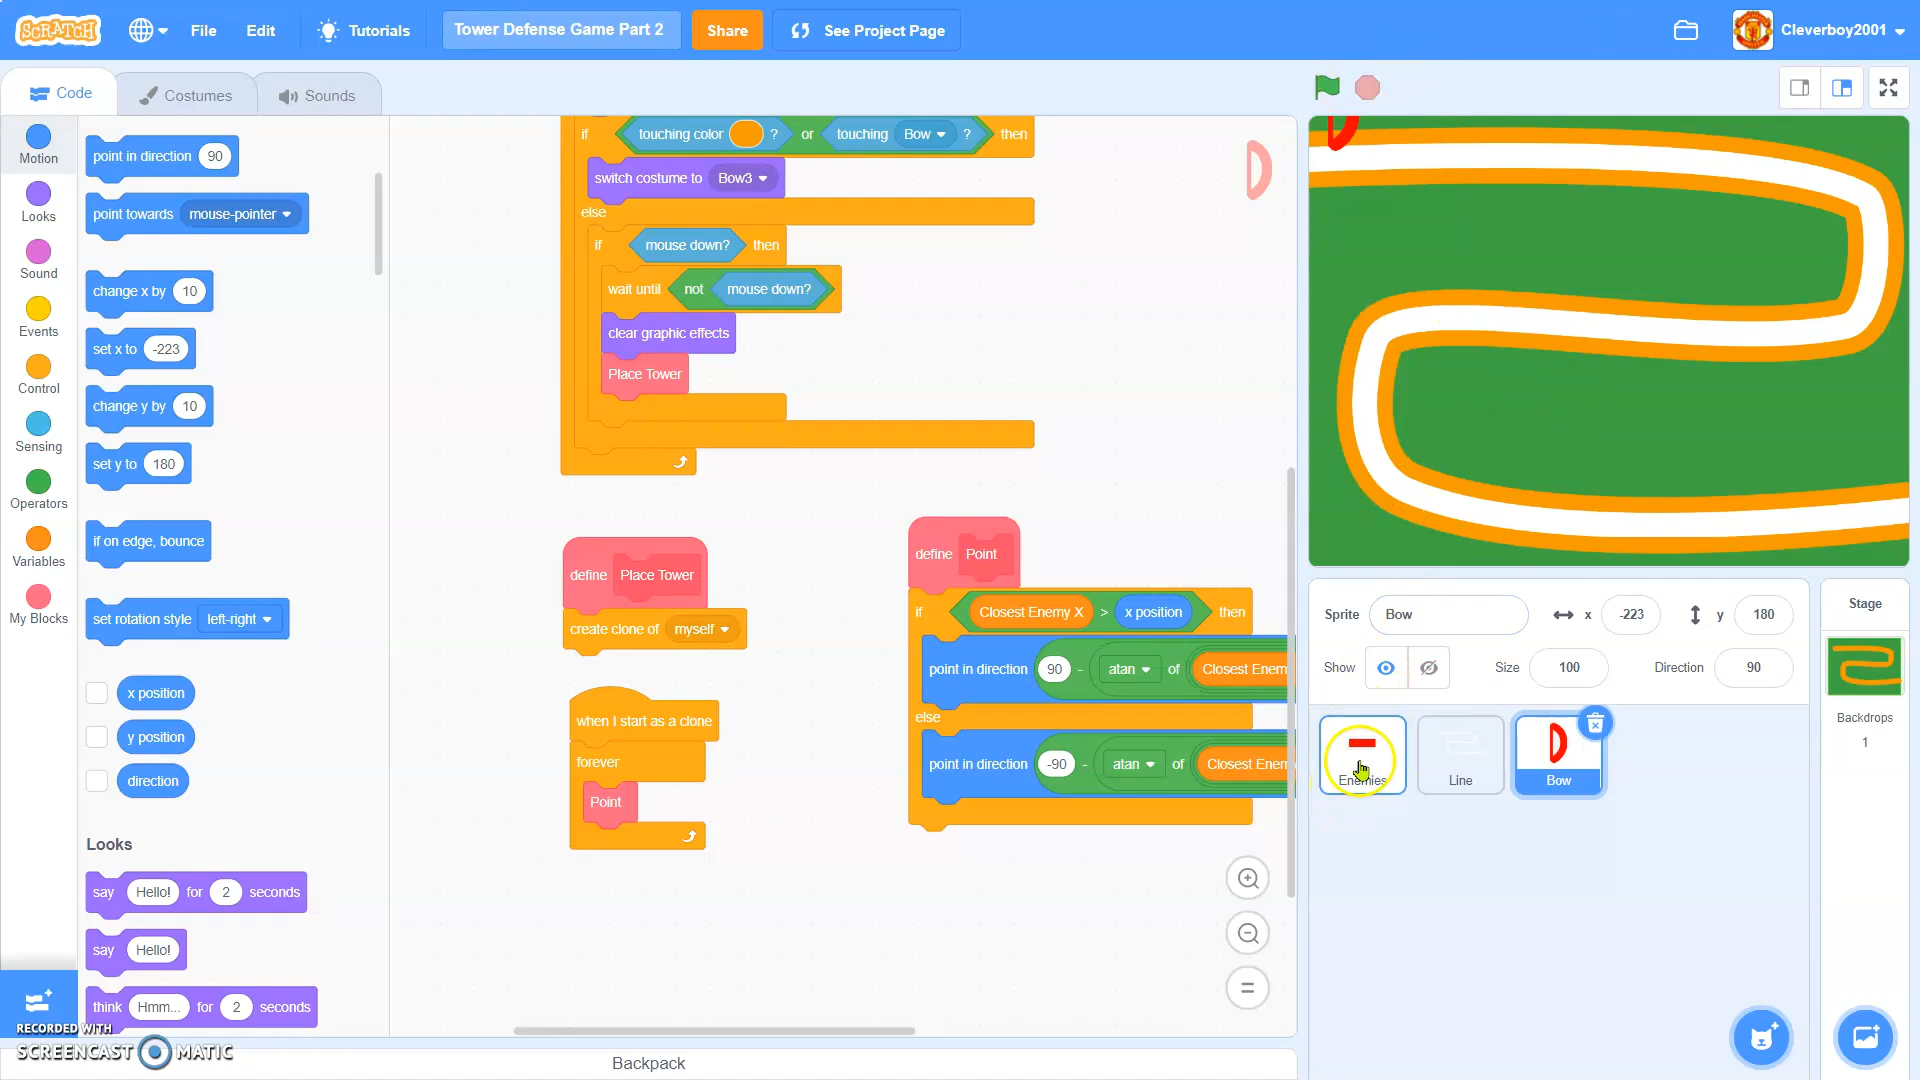 SCRATCH
File
Edit
Tutorials
Tower Defense Game Part 2
Share
See Project Page
Cleverboy2001
Code
Costumes
Sounds
Motion
Looks
Sound
Events
Control
Sensing
Operators
Variables
My Blocks
point in direction 90
point towards mouse-pointer
change x by 10
set x to -223
change y by 10
set y to 180
if on edge, bounce
set rotation style left-right
x position
y position
direction
Looks
say Hello! for 2 seconds
say Hello!
think Hmm... for 2 seconds
if touching color ? or touching Bow ? then
switch costume to Bow3
else
if mouse down? then
wait until not mouse down?
clear graphic effects
Place Tower
define Place Tower
create clone of myself
when I start as a clone
forever
Point
define Point
if Closest Enemy X > x position then
point in direction 90 - atan of Closest Enem
else
point in direction -90 - atan of Closest Enem
Sprite Bow x -223 y 180
Show Size 100 Direction 90
Enemies
Line
Bow
Stage
Backdrops
1
Backpack
RECORDED WITH
SCREENCAST MATIC